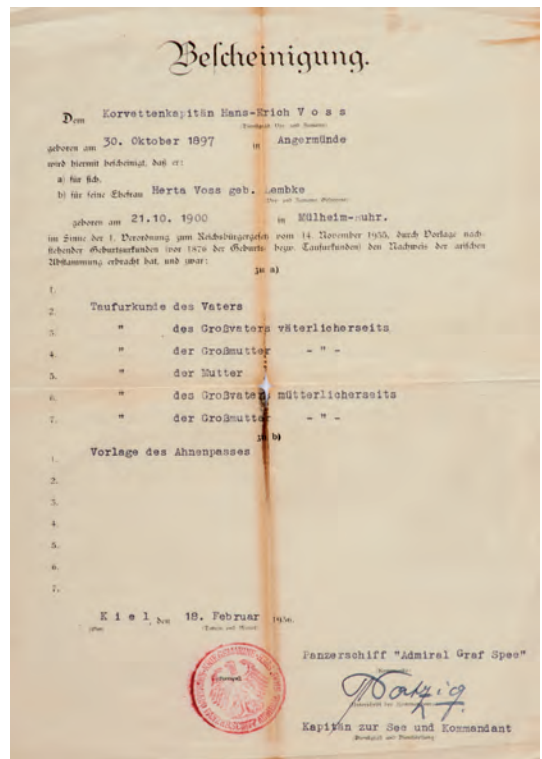 Bescheinigung.
Dem Korvettenkapitän Hans-Erich V o s s
(Dienstgrad, Vor- und Zuname)
geboren am 30. Oktober 1897 in Angermünde
wird hiermit bescheinigt, daß er:
a) für sich,
b) für seine Ehefrau Herta Voss geb. Lembke
geboren am 21.10. 1900 in Mülheim-Ruhr.
im Sinne der 1. Verordnung zum Reichsbürgergesetz vom 14. November 1935, durch Vorlage nach-
stehender Geburtsurkunden (vor 1876 der Geburts- bezw. Taufurkunden) den Nachweis der arischen
Abstammung erbracht hat, und zwar:
zu a)
1.
2. Taufurkunde des Vaters
3. " des Großvaters väterlicherseits
4. " der Großmutter - " -
5. " der Mutter
6. " des Großvaters mütterlicherseits
7. " der Großmutter - " -
zu b)
1. Vorlage des Ahnenpasses
2.
3.
4.
5.
6.
7.
K i e l, den 18. Februar 1936.
(Ort) (Datum und Monat)
Panzerschiff "Admiral Graf Spee"
Kapitän zur See und Kommandant
(Dienstgrad und Dienststellung)